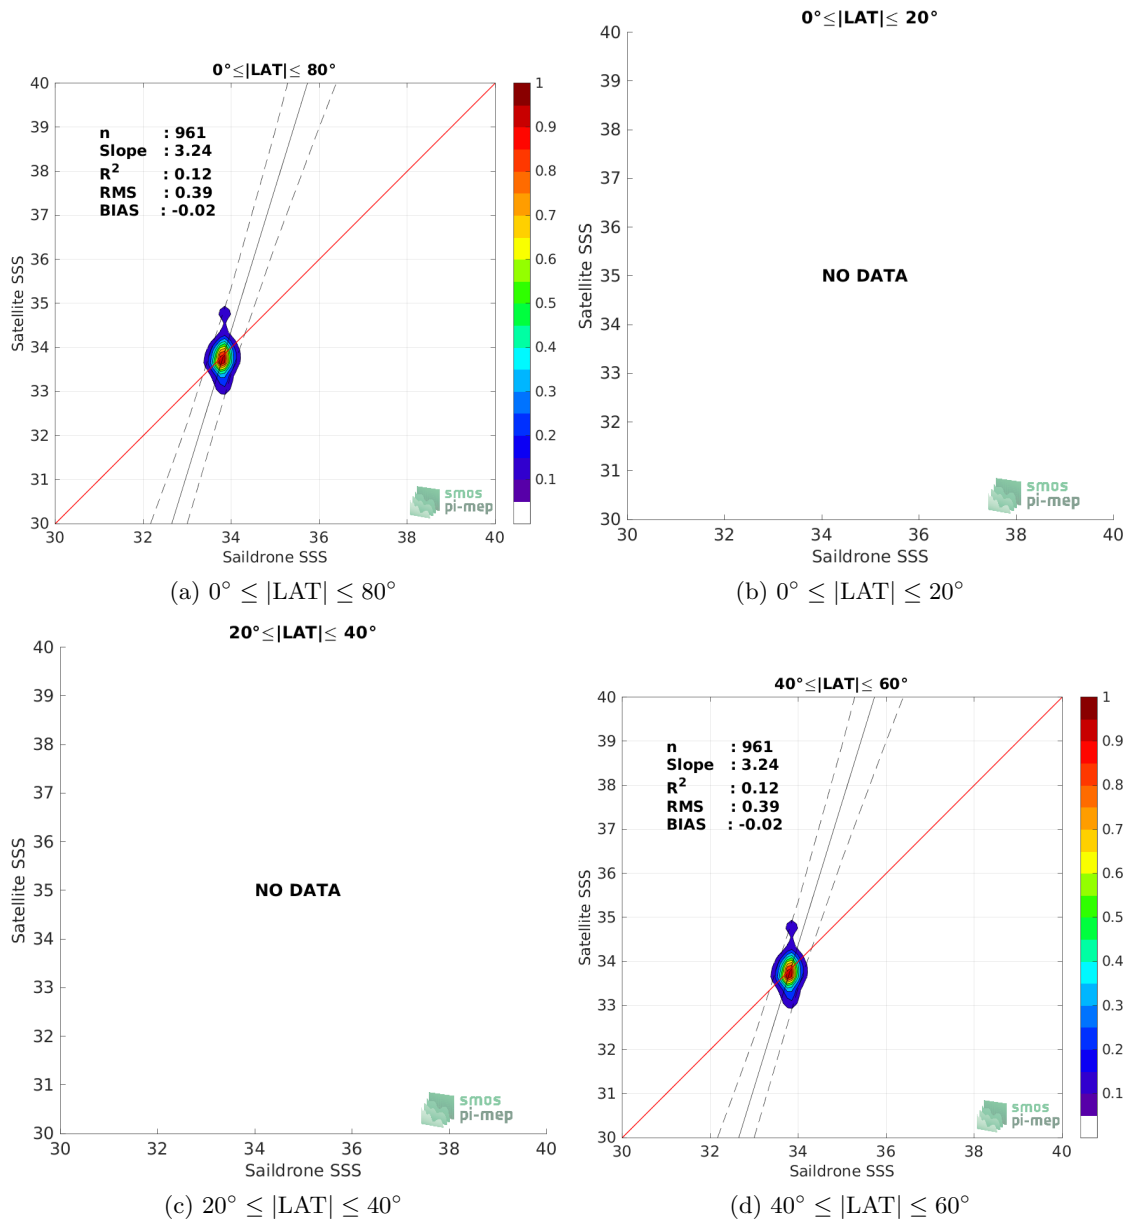 0°≤|LAT|≤ 80°
40
39
38
37
36
35
34
33
32
31
30
30
32
34
36
38
40
Satellite SSS
Saildrone SSS
n : 961
Slope : 3.24
R² : 0.12
RMS : 0.39
BIAS : -0.02
smos
pi-mep
1
0.9
0.8
0.7
0.6
0.5
0.4
0.3
0.2
0.1
(a) 0° ≤ |LAT| ≤ 80°
0°≤|LAT|≤ 20°
40
39
38
37
36
35
34
33
32
31
30
30
32
34
36
38
40
Satellite SSS
Saildrone SSS
NO DATA
smos
pi-mep
(b) 0° ≤ |LAT| ≤ 20°
20°≤|LAT|≤ 40°
40
39
38
37
36
35
34
33
32
31
30
30
32
34
36
38
40
Satellite SSS
Saildrone SSS
NO DATA
smos
pi-mep
(c) 20° ≤ |LAT| ≤ 40°
40°≤|LAT|≤ 60°
40
39
38
37
36
35
34
33
32
31
30
30
32
34
36
38
40
Satellite SSS
Saildrone SSS
n : 961
Slope : 3.24
R² : 0.12
RMS : 0.39
BIAS : -0.02
smos
pi-mep
1
0.9
0.8
0.7
0.6
0.5
0.4
0.3
0.2
0.1
(d) 40° ≤ |LAT| ≤ 60°